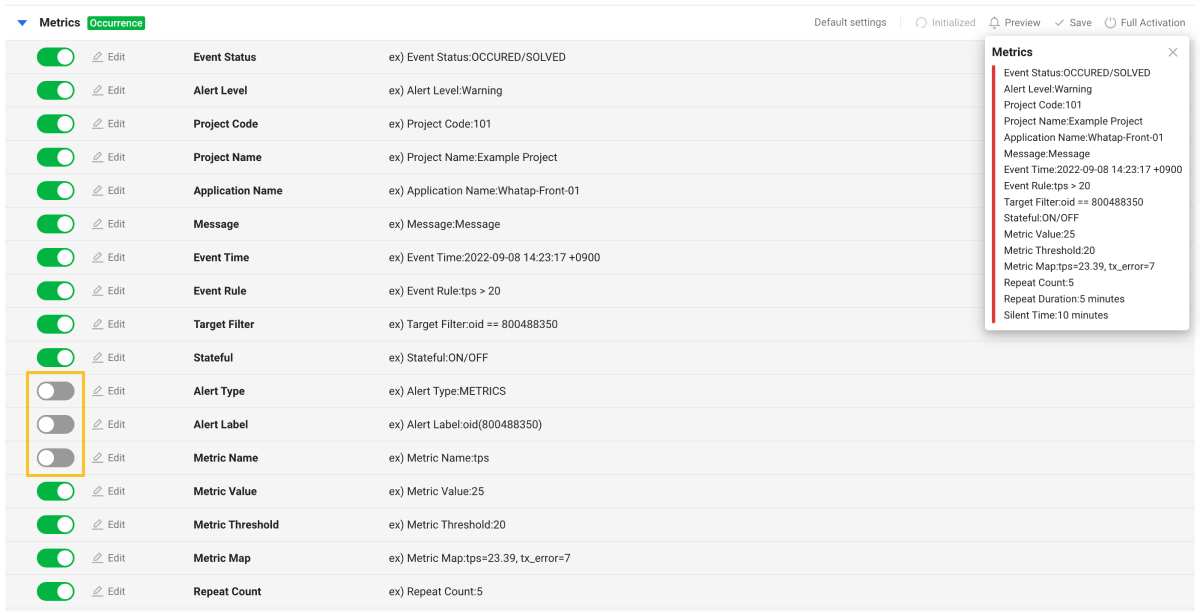 Metrics Occurrence
Default settings Initialized Preview Save Full Activation
Edit Event Status ex) Event Status:OCCURED/SOLVED
Edit Alert Level ex) Alert Level:Warning
Edit Project Code ex) Project Code:101
Edit Project Name ex) Project Name:Example Project
Edit Application Name ex) Application Name:Whatap-Front-01
Edit Message ex) Message:Message
Edit Event Time ex) Event Time:2022-09-08 14:23:17 +0900
Edit Event Rule ex) Event Rule:tps > 20
Edit Target Filter ex) Target Filter:oid == 800488350
Edit Stateful ex) Stateful:ON/OFF
Edit Alert Type ex) Alert Type:METRICS
Edit Alert Label ex) Alert Label:oid(800488350)
Edit Metric Name ex) Metric Name:tps
Edit Metric Value ex) Metric Value:25
Edit Metric Threshold ex) Metric Threshold:20
Edit Metric Map ex) Metric Map:tps=23.39, tx_error=7
Edit Repeat Count ex) Repeat Count:5
Metrics
Event Status:OCCURED/SOLVED
Alert Level:Warning
Project Code:101
Project Name:Example Project
Application Name:Whatap-Front-01
Message:Message
Event Time:2022-09-08 14:23:17 +0900
Event Rule:tps > 20
Target Filter:oid == 800488350
Stateful:ON/OFF
Metric Value:25
Metric Threshold:20
Metric Map:tps=23.39, tx_error=7
Repeat Count:5
Repeat Duration:5 minutes
Silent Time:10 minutes